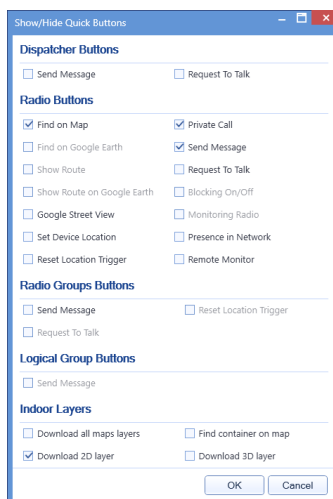 Show/Hide Quick Buttons
Dispatcher Buttons
Send Message Request To Talk
Radio Buttons
Find on Map Private Call
Find on Google Earth Send Message
Show Route Request To Talk
Show Route on Google Earth Blocking On/Off
Google Street View Monitoring Radio
Set Device Location Presence in Network
Reset Location Trigger Remote Monitor
Radio Groups Buttons
Send Message Reset Location Trigger
Request To Talk
Logical Group Buttons
Send Message
Indoor Layers
Download all maps layers Find container on map
Download 2D layer Download 3D layer
OK Cancel